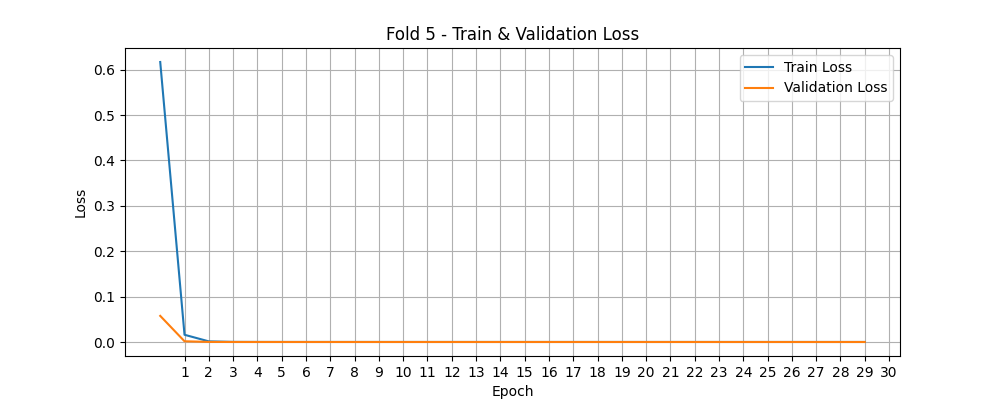 Fold 5 - Train & Validation Loss
Train Loss
Validation Loss
Loss
0.6
0.5
0.4
0.3
0.2
0.1
0.0
1 2 3 4 5 6 7 8 9 10 11 12 13 14 15 16 17 18 19 20 21 22 23 24 25 26 27 28 29 30
Epoch